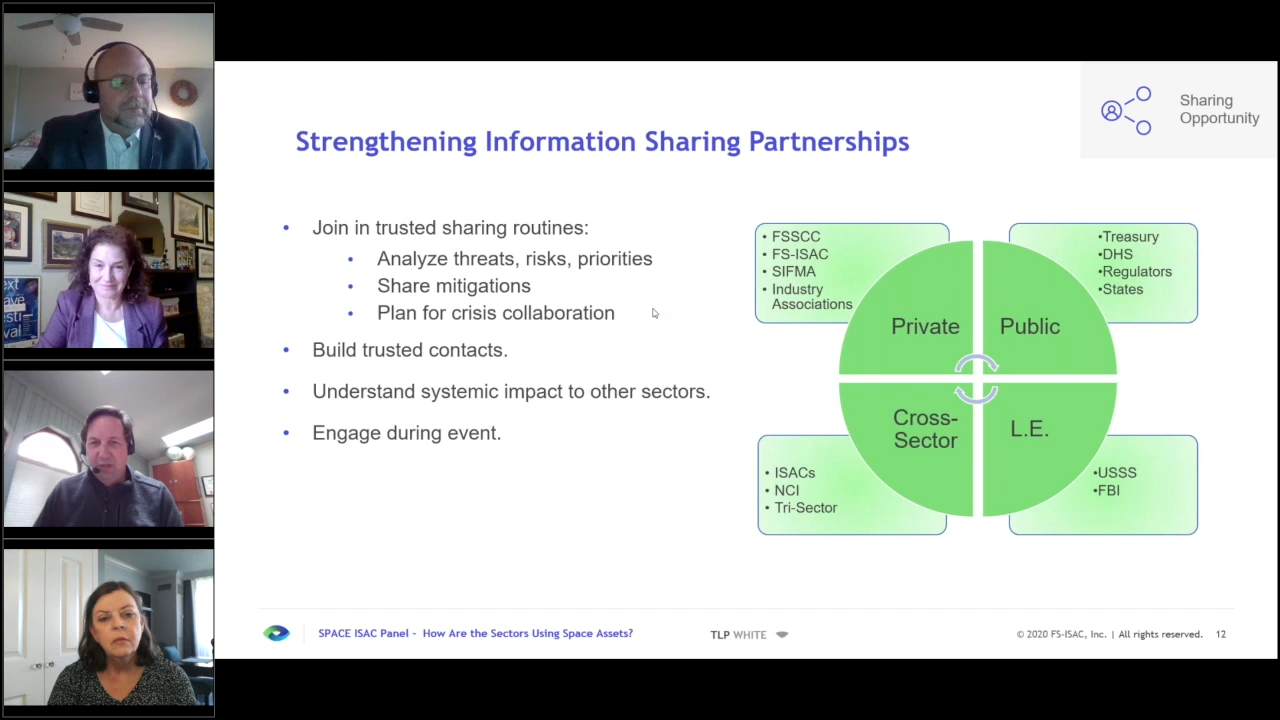 Sharing
Opportunity
Strengthening Information Sharing Partnerships
• Join in trusted sharing routines:
• Analyze threats, risks, priorities
• Share mitigations
• Plan for crisis collaboration
• Build trusted contacts.
• Understand systemic impact to other sectors.
• Engage during event.
• FSSCC
• FS-ISAC
• SIFMA
• Industry
Associations
•Treasury
•DHS
•Regulators
•States
Private
Public
Cross-
Sector
L.E.
• ISACs
• NCI
• Tri-Sector
•USSS
•FBI
SPACE ISAC Panel - How Are the Sectors Using Space Assets?
TLP WHITE
© 2020 FS-ISAC, Inc. | All rights reserved. 12